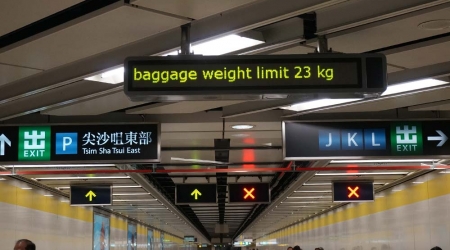 baggage weight limit 23 kg
出 EXIT P 尖沙咀東部
Tsim Sha Tsui East
J K L 出 EXIT